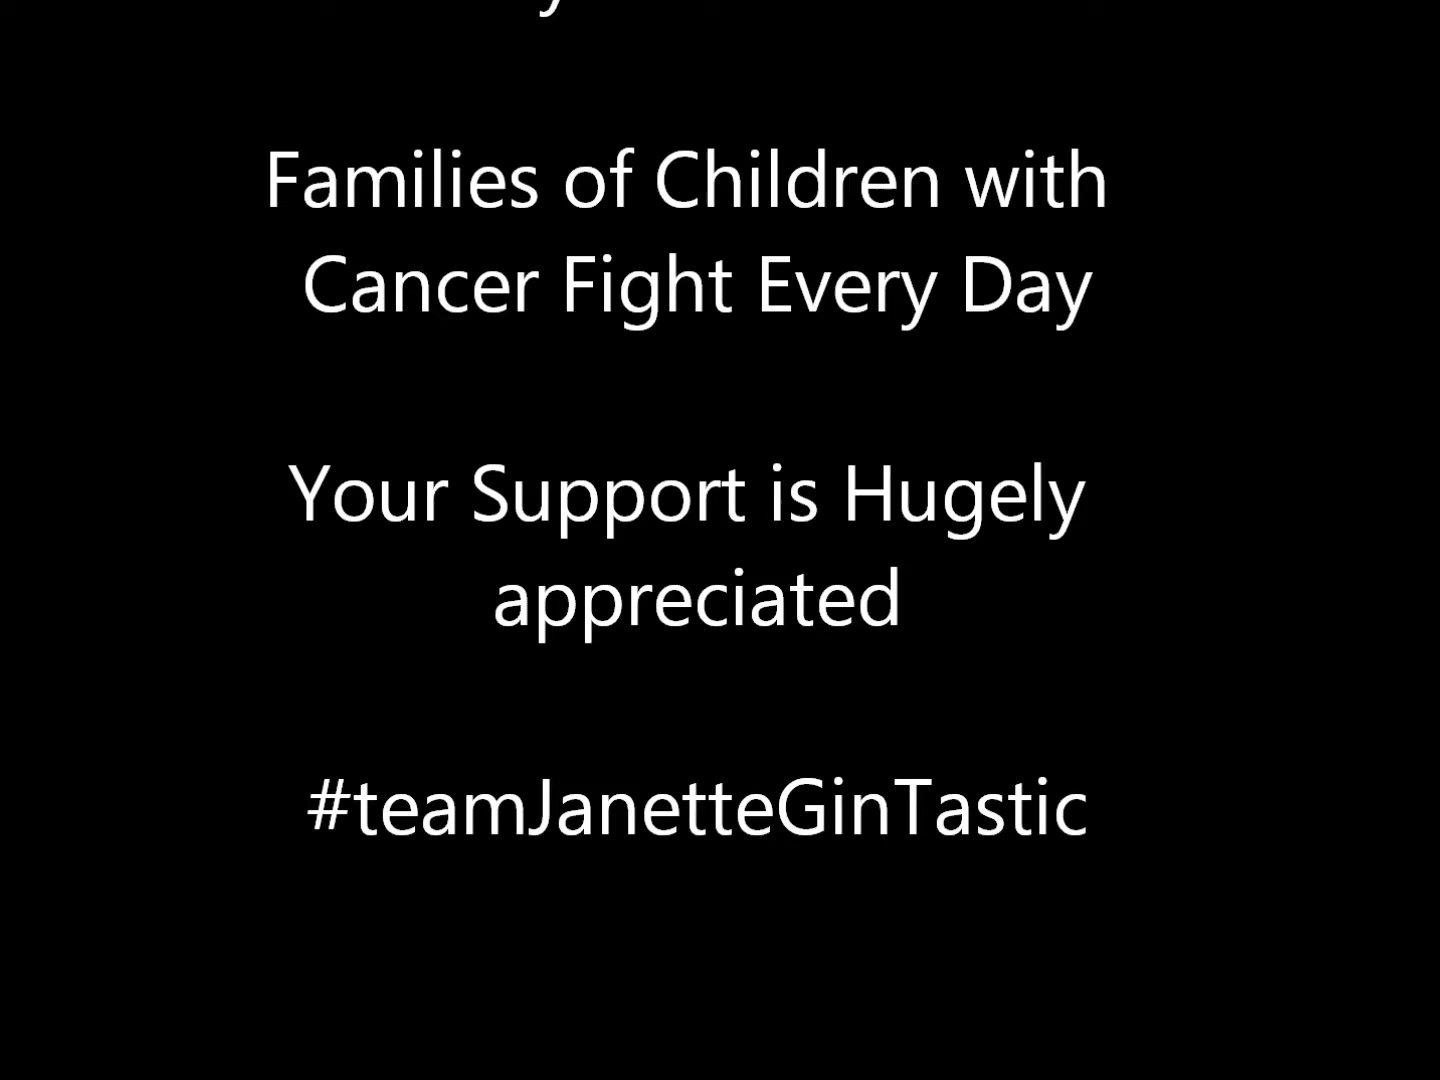 Families of Children with
Cancer Fight Every Day
Your Support is Hugely
appreciated
#teamJanetteGinTastic